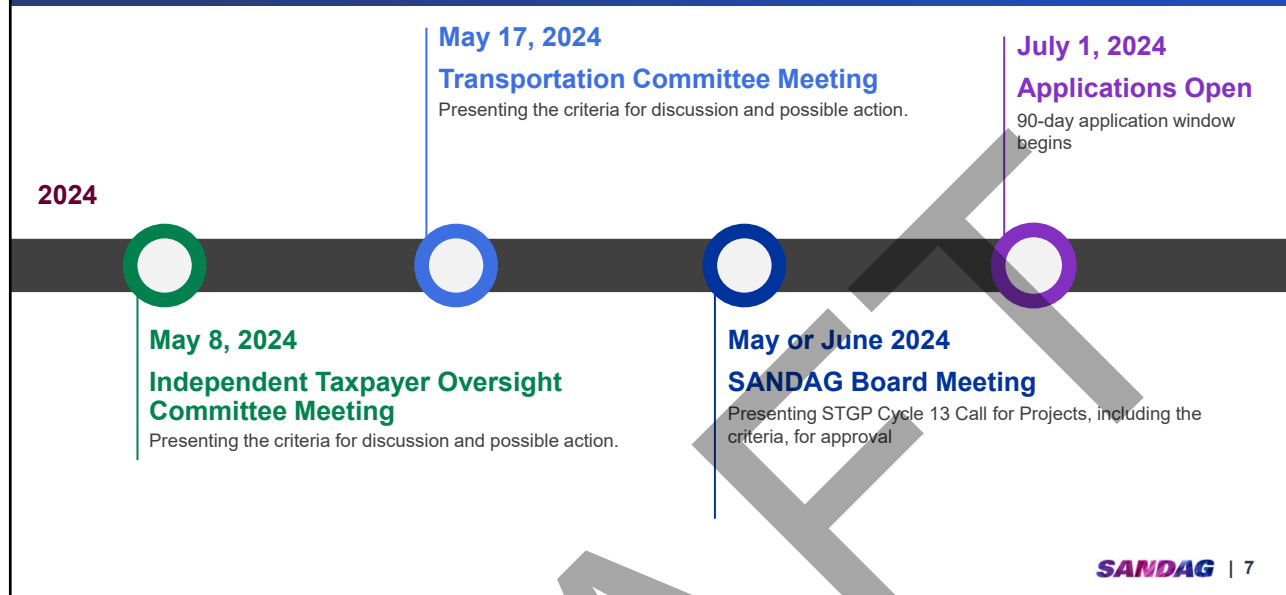 2024
May 8, 2024
Independent Taxpayer Oversight
Committee Meeting
Presenting the criteria for discussion and possible action.
May 17, 2024
Transportation Committee Meeting
Presenting the criteria for discussion and possible action.
May or June 2024
SANDAG Board Meeting
Presenting STGP Cycle 13 Call for Projects, including the
criteria, for approval
July 1, 2024
Applications Open
90-day application window
begins
SANDAG | 7